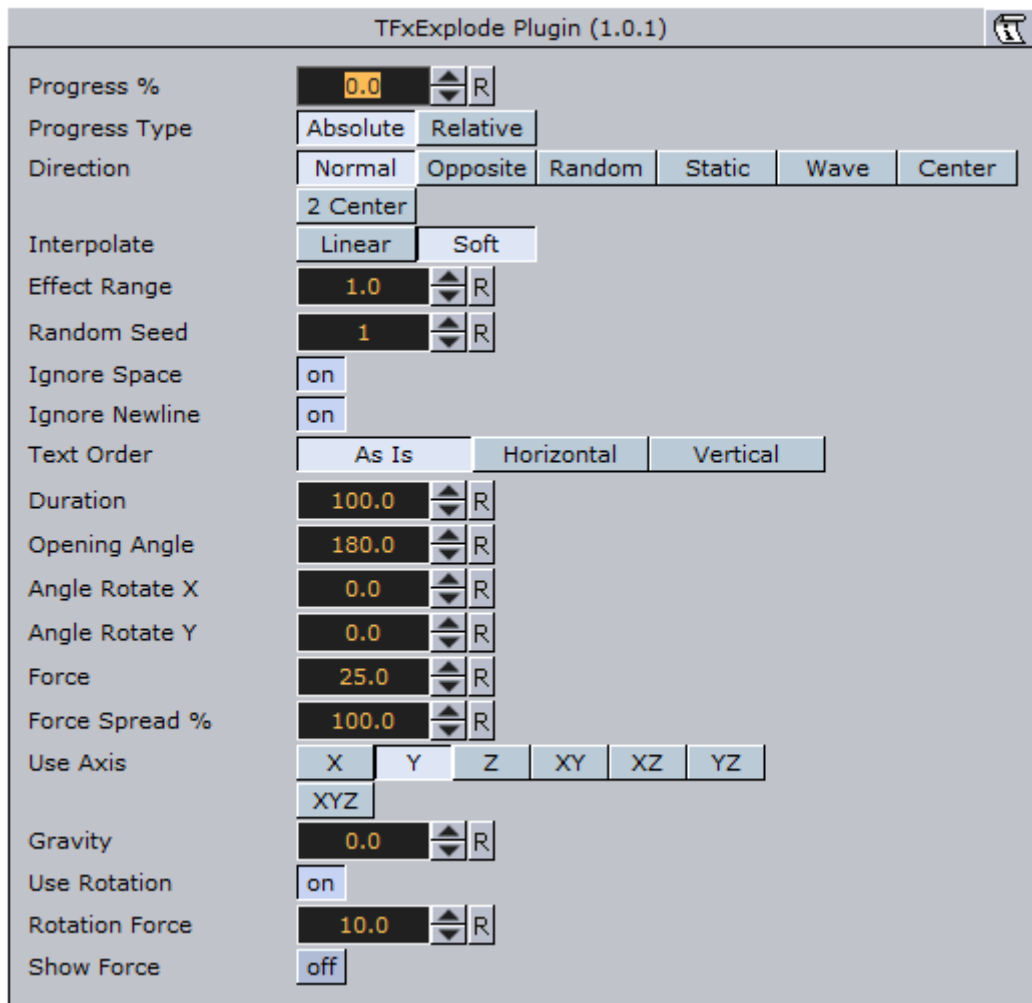 TFxExplode Plugin (1.0.1)
Progress % 0.0 R
Progress Type Absolute Relative
Direction Normal Opposite Random Static Wave Center
2 Center
Interpolate Linear Soft
Effect Range 1.0 R
Random Seed 1 R
Ignore Space on
Ignore Newline on
Text Order As Is Horizontal Vertical
Duration 100.0 R
Opening Angle 180.0 R
Angle Rotate X 0.0 R
Angle Rotate Y 0.0 R
Force 25.0 R
Force Spread % 100.0 R
Use Axis X Y Z XY XZ YZ
XYZ
Gravity 0.0 R
Use Rotation on
Rotation Force 10.0 R
Show Force off